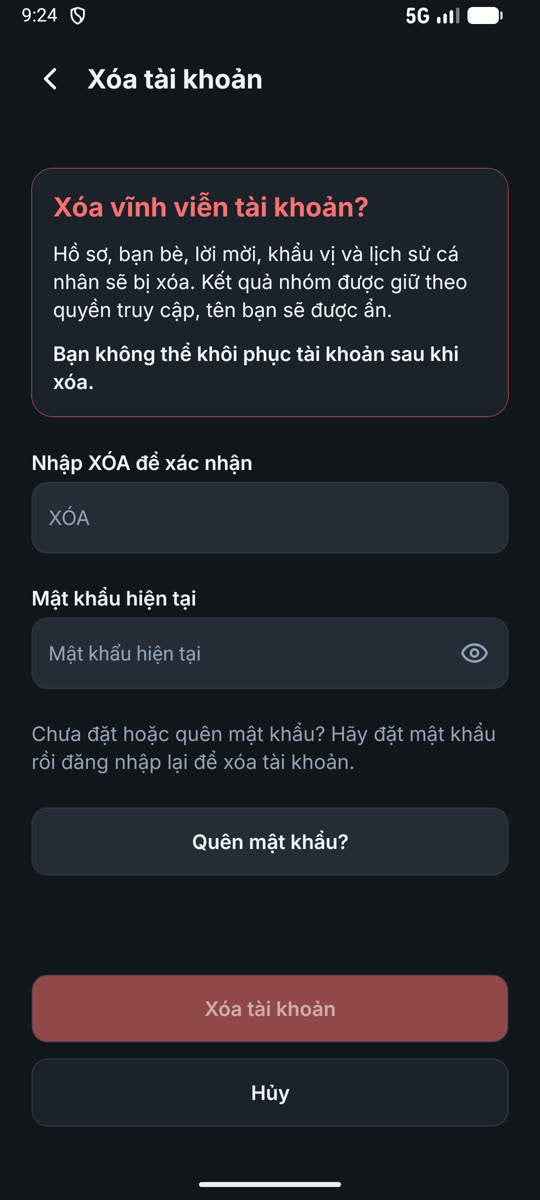 9:24
5G
Xóa tài khoản
Xóa vĩnh viễn tài khoản?
Hồ sơ, bạn bè, lời mời, khẩu vị và lịch sử cá
nhân sẽ bị xóa. Kết quả nhóm được giữ theo
quyền truy cập, tên bạn sẽ được ẩn.
Bạn không thể khôi phục tài khoản sau khi
xóa.
Nhập XÓA để xác nhận
XÓA
Mật khẩu hiện tại
Mật khẩu hiện tại
Chưa đặt hoặc quên mật khẩu? Hãy đặt mật khẩu
rồi đăng nhập lại để xóa tài khoản.
Quên mật khẩu?
Xóa tài khoản
Hủy